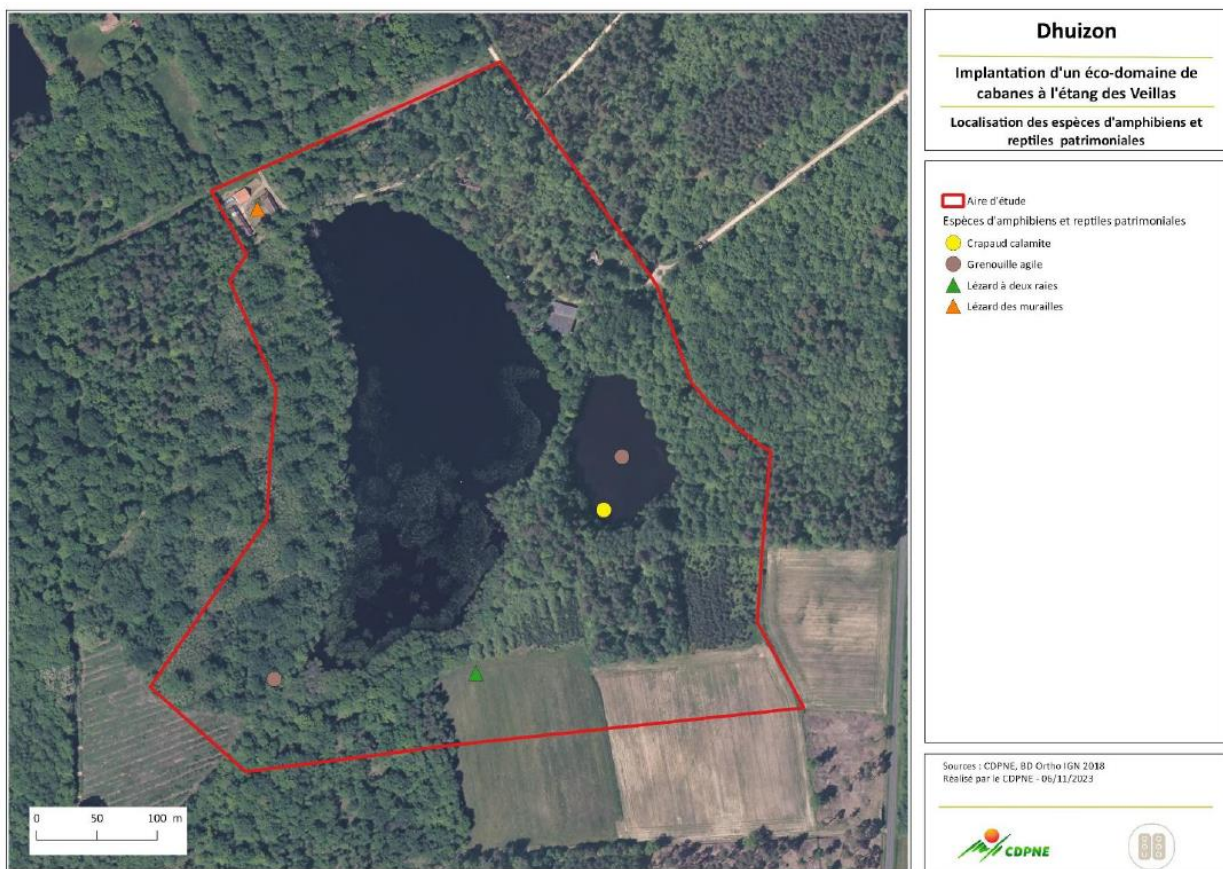 Dhuizon
Implantation d'un éco-domaine de
cabanes à l'étang des Veillas
Localisation des espèces d'amphibiens et
reptiles patrimoniales
Aire d'étude
Espèces d'amphibiens et reptiles patrimoniales
Crapaud calamite
Grenouille agile
Lézard à deux raies
Lézard des murailles
Sources : CDPNE, BD Ortho IGN 2018
Réalisé par le CDPNE - 06/11/2023
CDPNE
0 50 100 m